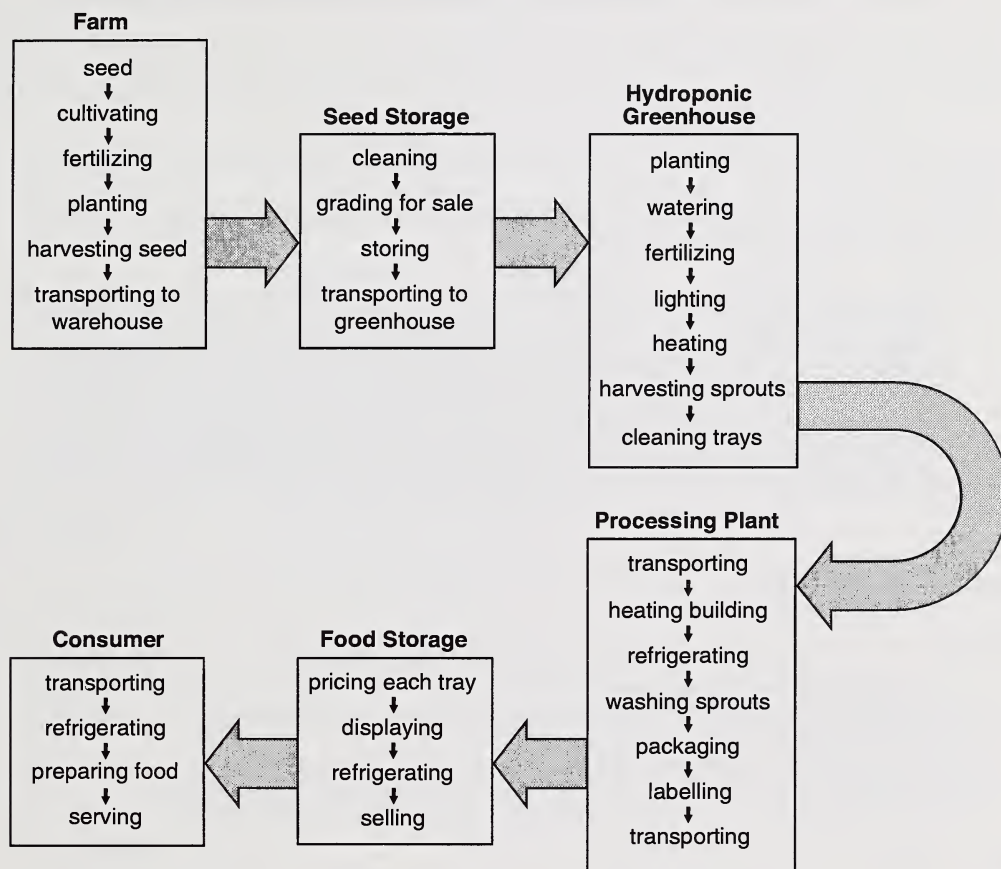 Farm
seed
cultivating
fertilizing
planting
harvesting seed
transporting to
warehouse
Seed Storage
cleaning
grading for sale
storing
transporting to
greenhouse
Hydroponic
Greenhouse
planting
watering
fertilizing
lighting
heating
harvesting sprouts
cleaning trays
Processing Plant
transporting
heating building
refrigerating
washing sprouts
packaging
labelling
transporting
Food Storage
pricing each tray
displaying
refrigerating
selling
Consumer
transporting
refrigerating
preparing food
serving